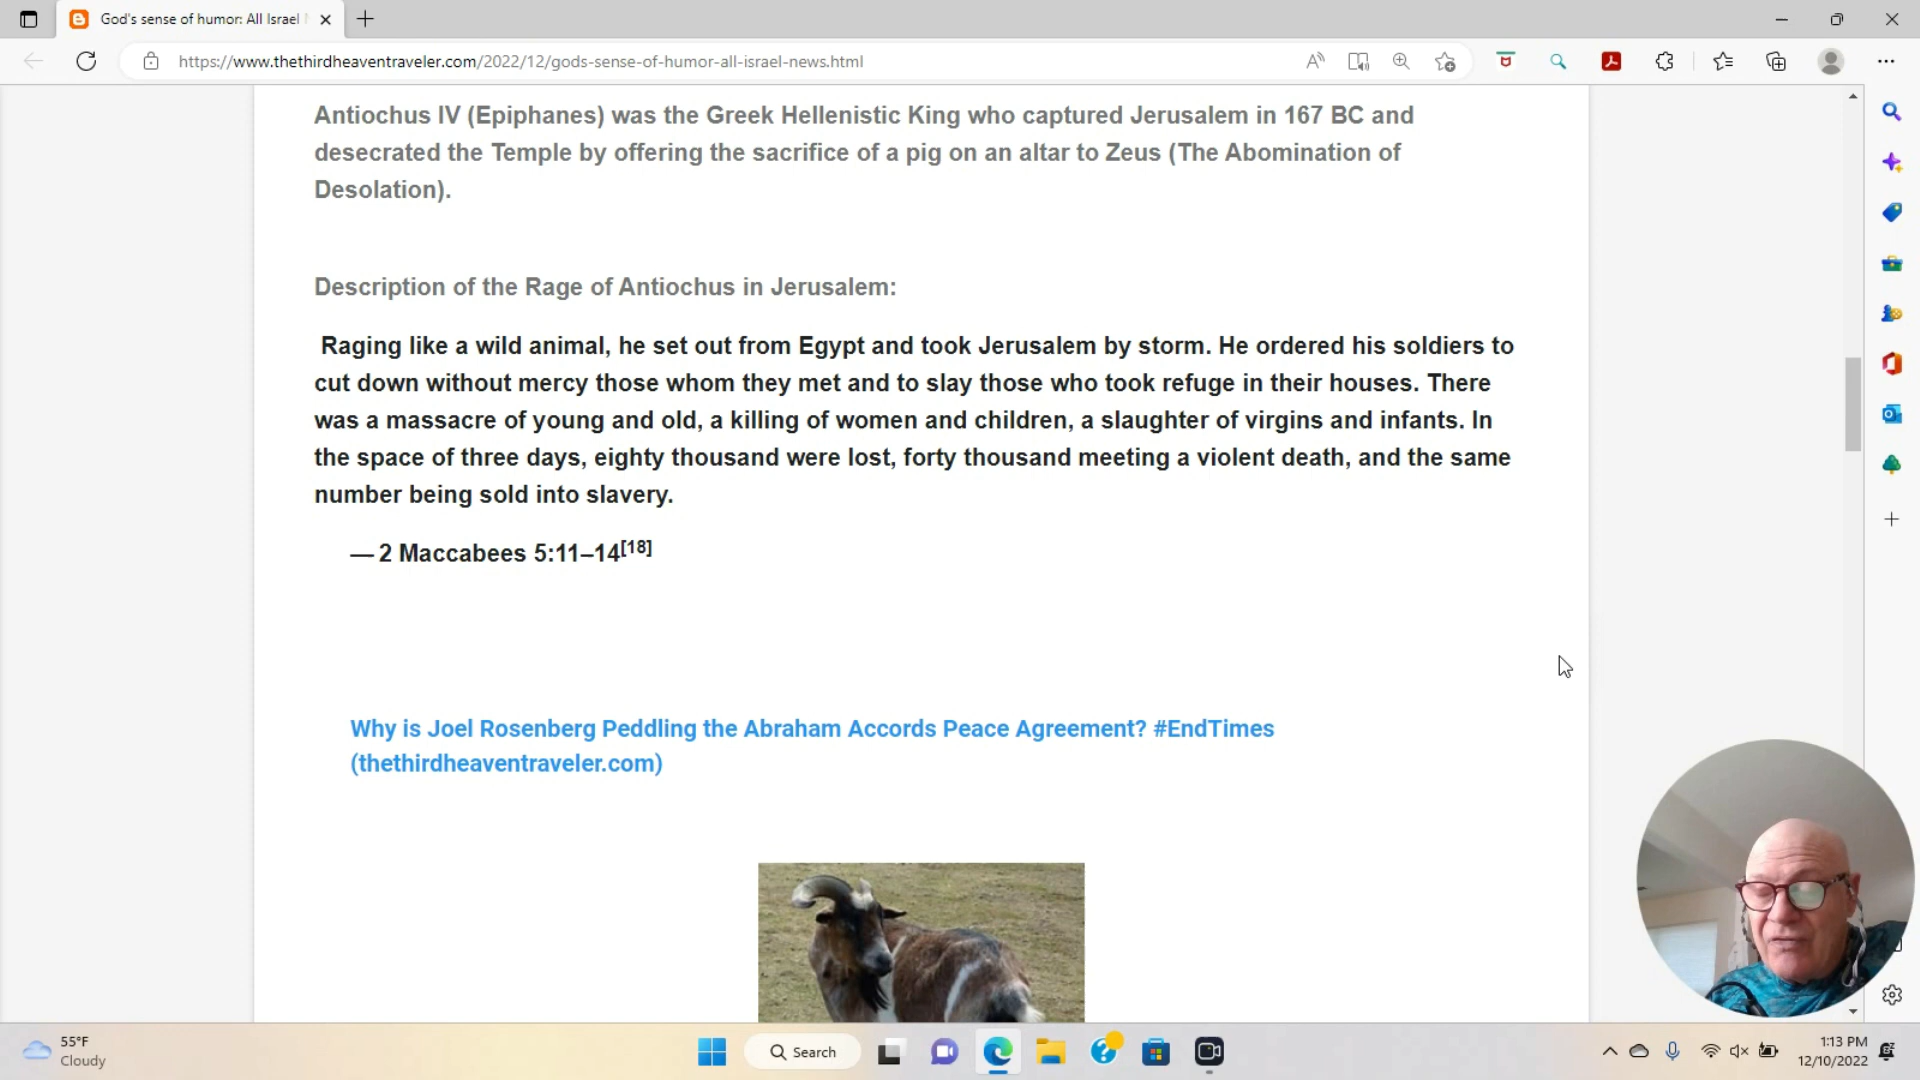 God's sense of humor: All Israel
https://www.thethirdheaventraveler.com/2022/12/gods-sense-of-humor-all-israel-news.html
Antiochus IV (Epiphanes) was the Greek Hellenistic King who captured Jerusalem in 167 BC and
desecrated the Temple by offering the sacrifice of a pig on an altar to Zeus (The Abomination of
Desolation).
Description of the Rage of Antiochus in Jerusalem:
Raging like a wild animal, he set out from Egypt and took Jerusalem by storm. He ordered his soldiers to
cut down without mercy those whom they met and to slay those who took refuge in their houses. There
was a massacre of young and old, a killing of women and children, a slaughter of virgins and infants. In
the space of three days, eighty thousand were lost, forty thousand meeting a violent death, and the same
number being sold into slavery.
— 2 Maccabees 5:11–14[18]
Why is Joel Rosenberg Peddling the Abraham Accords Peace Agreement? #EndTimes
(thethirdheaventraveler.com)
55°F
Cloudy
Search
1:13 PM
12/10/2022